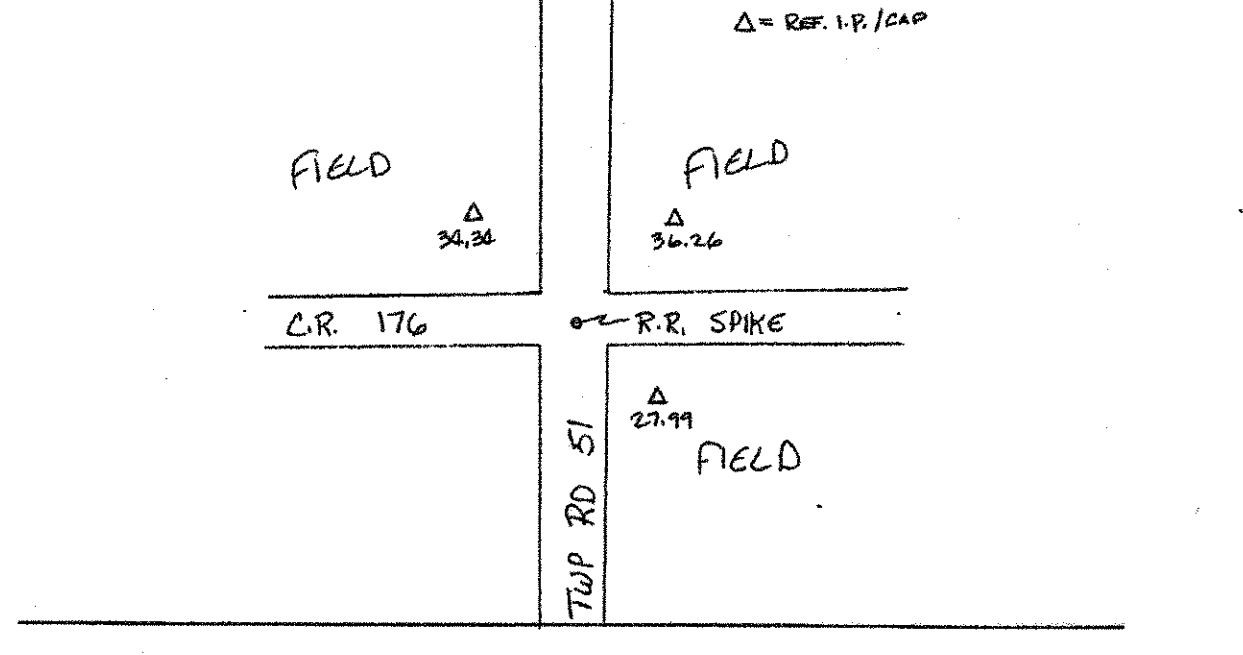 Δ = REF. I.P./CAP
FIELD
FIELD
Δ
34.34
Δ
36.26
C.R. 176
R.R. SPIKE
Δ
27.99
FIELD
TWP RD 51